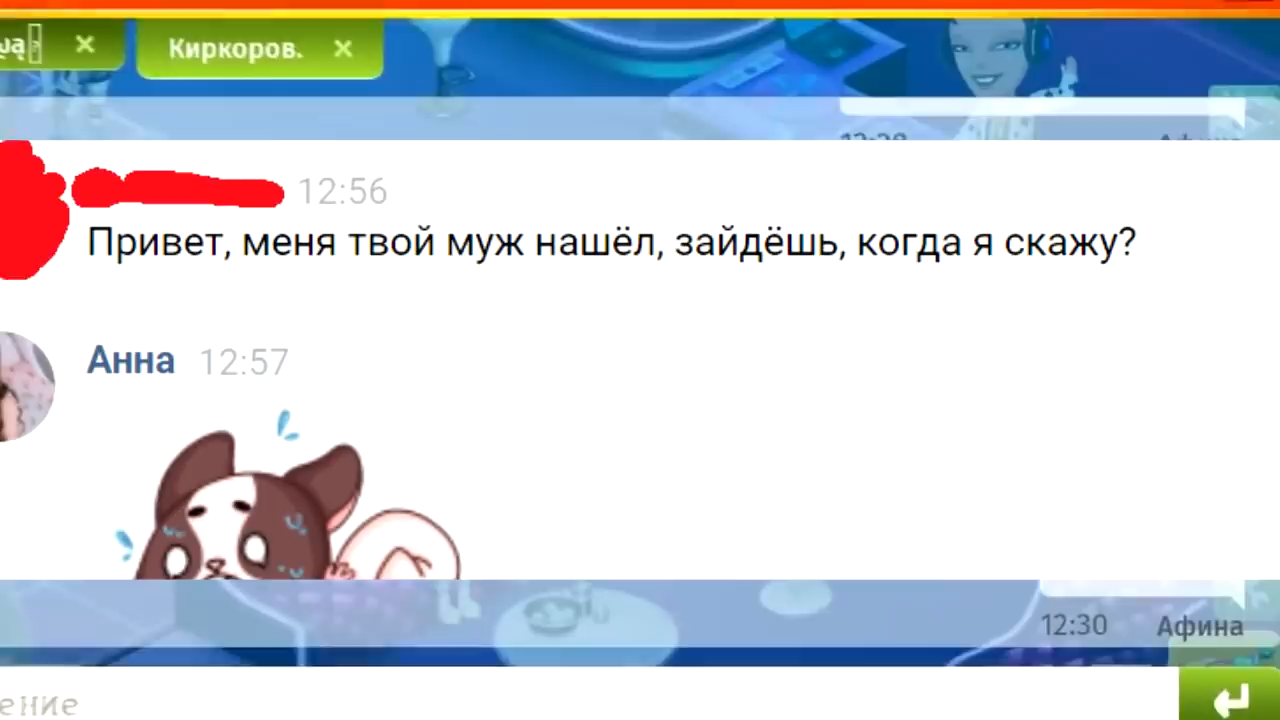 Киркоров.
12:56
Привет, меня твой муж нашёл, зайдёшь, когда я скажу?
Анна 12:57
12:30 Афина